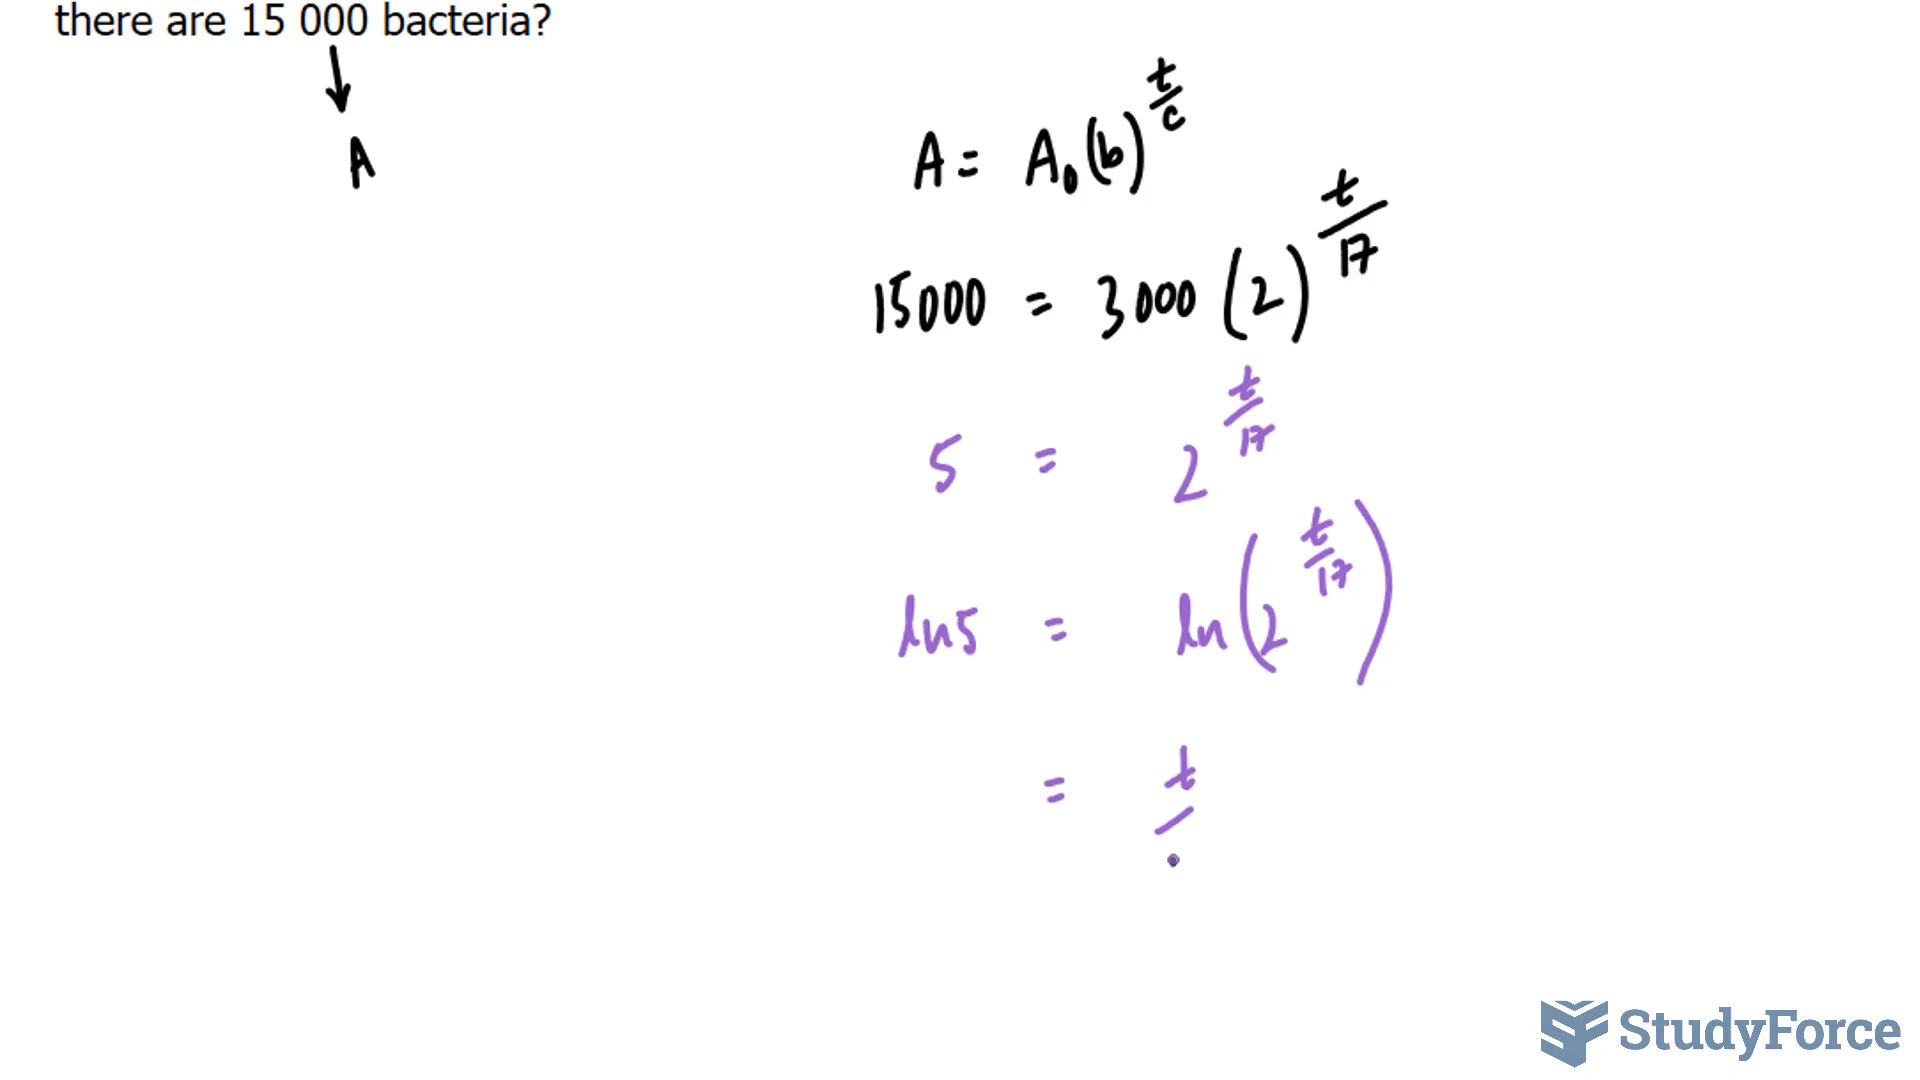 there are 15 000 bacteria?
A
A = A₀(b)^(t/c)
15000 = 3000 (2)^(t/17)
5 = 2^(t/17)
ln5 = ln(2^(t/17))
= t/
StudyForce